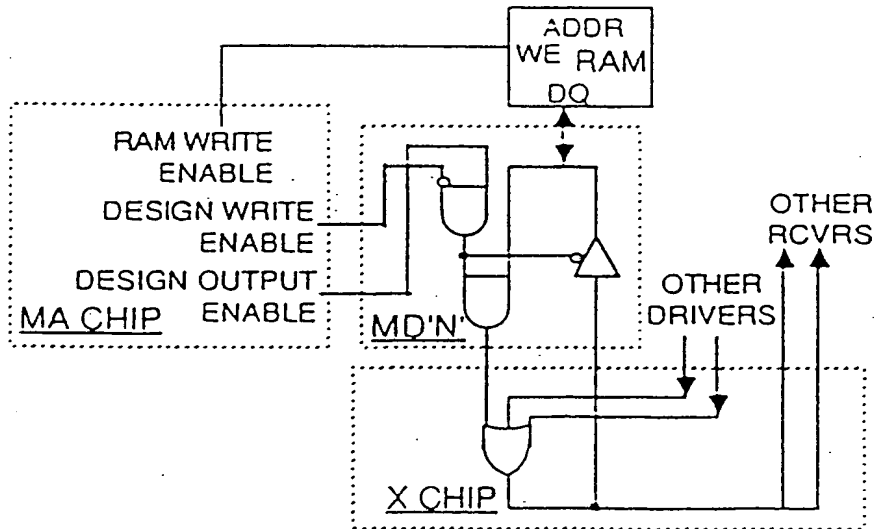 ADDR
WE RAM
DQ
RAM WRITE
ENABLE
DESIGN WRITE
ENABLE
DESIGN OUTPUT
ENABLE
MA CHIP
MD'N'
OTHER
RCVRS
OTHER
DRIVERS
X CHIP